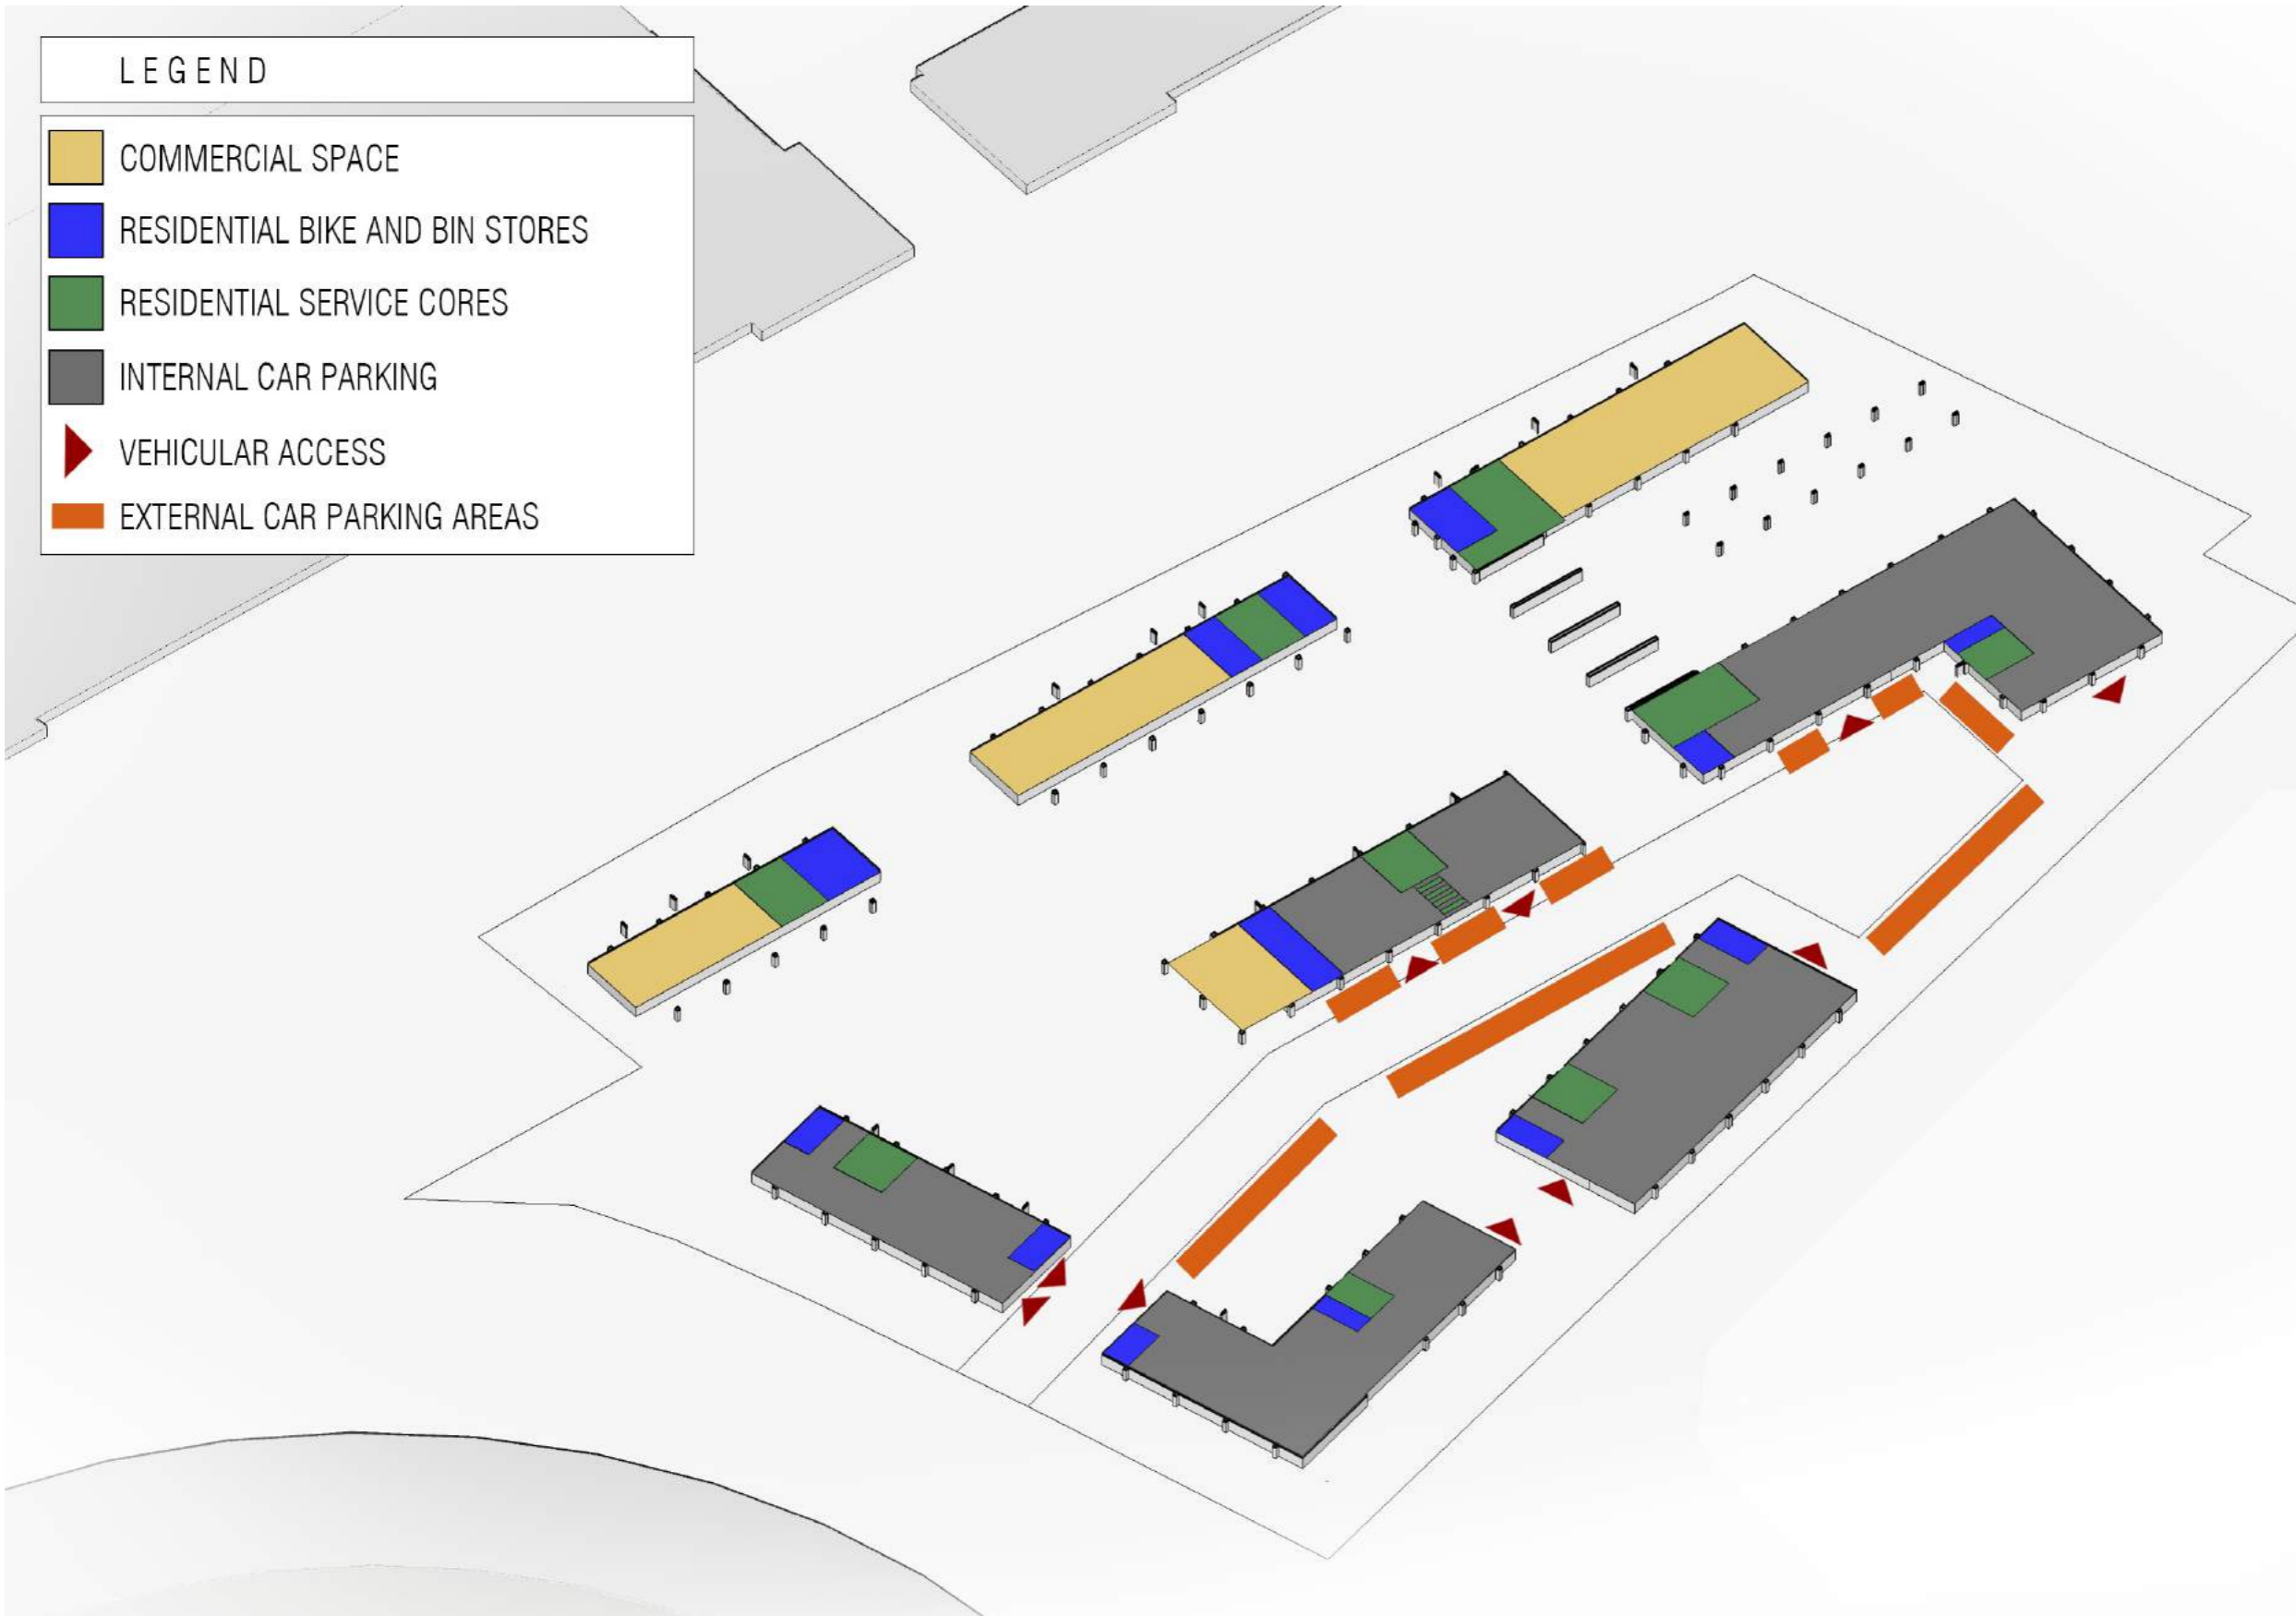 LEGEND
COMMERCIAL SPACE
RESIDENTIAL BIKE AND BIN STORES
RESIDENTIAL SERVICE CORES
INTERNAL CAR PARKING
VEHICULAR ACCESS
EXTERNAL CAR PARKING AREAS